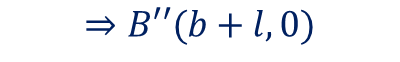 ⇒ B′′(b + l, 0)